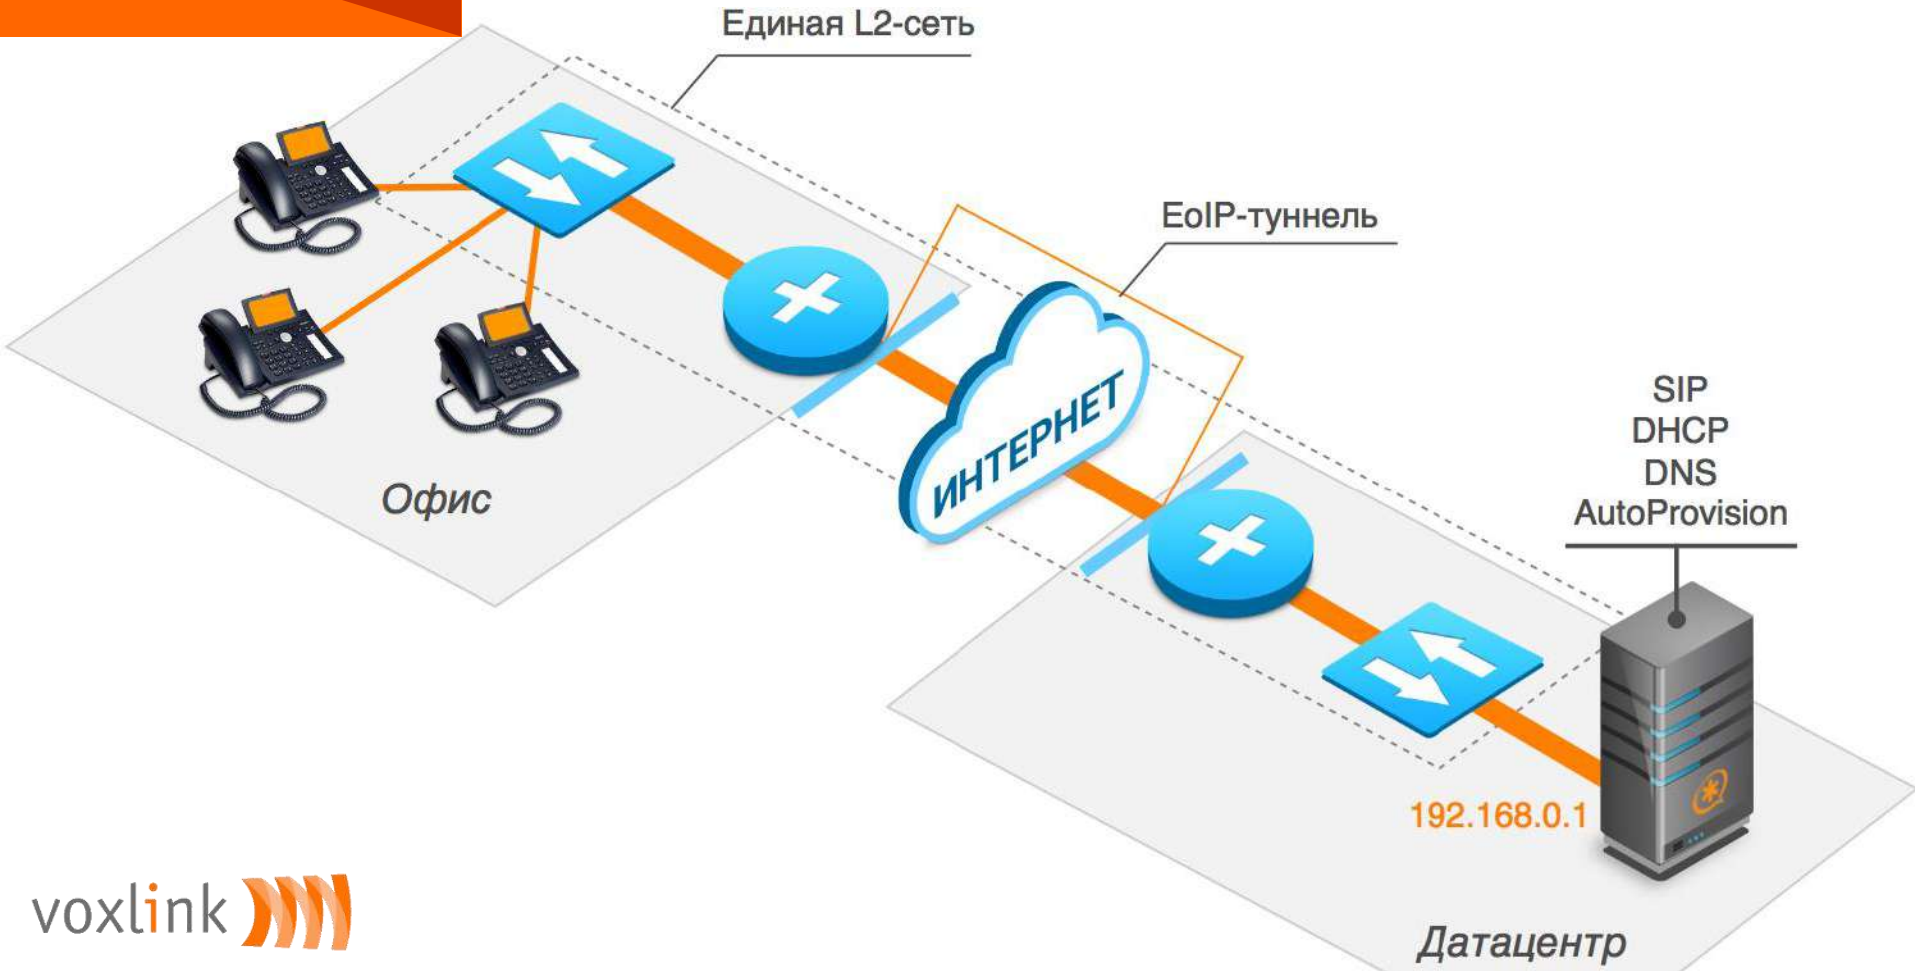 Единая L2-сеть
EoIP-туннель
ИНТЕРНЕТ
SIP
DHCP
DNS
AutoProvision
Офис
192.168.0.1
voxlink
Датацентр